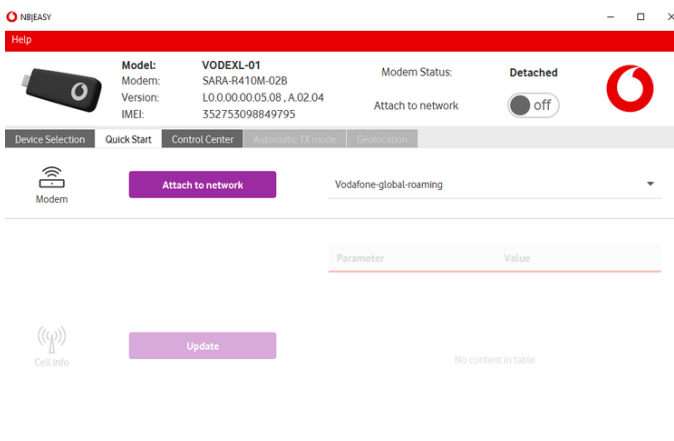 NB|EASY
Help
Model: VODEXL-01
Modem: SARA-R410M-02B
Version: L0.0.00.00.05.08 , A.02.04
IMEI: 352753098849795
Modem Status: Detached
Attach to network off
Device Selection Quick Start Control Center Automatic TX mode Geolocation
Modem
Attach to network
Vodafone-global-roaming
Parameter Value
Cell info
Update
No content in table